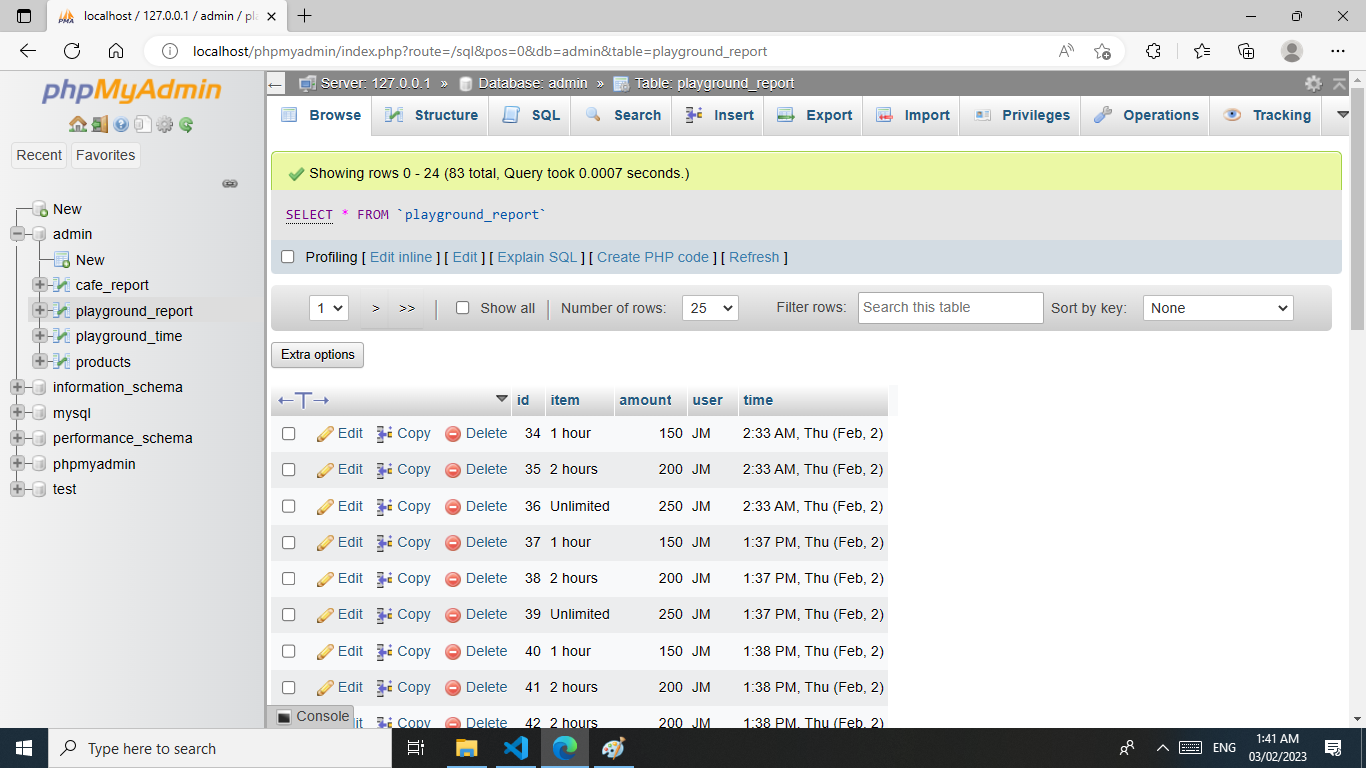 localhost / 127.0.0.1 / admin / pl
localhost/phpmyadmin/index.php?route=/sql&pos=0&db=admin&table=playground_report
phpMyAdmin
Recent Favorites
New
admin
New
cafe_report
playground_report
playground_time
products
information_schema
mysql
performance_schema
phpmyadmin
test
Server: 127.0.0.1 » Database: admin » Table: playground_report
Browse Structure SQL Search Insert Export Import Privileges Operations Tracking
Showing rows 0 - 24 (83 total, Query took 0.0007 seconds.)
SELECT * FROM `playground_report`
Profiling [ Edit inline ] [ Edit ] [ Explain SQL ] [ Create PHP code ] [ Refresh ]
1 > >> | Show all | Number of rows: 25 Filter rows: Search this table Sort by key: None
Extra options
←T→ id item amount user time
Edit Copy Delete 34 1 hour 150 JM 2:33 AM, Thu (Feb, 2)
Edit Copy Delete 35 2 hours 200 JM 2:33 AM, Thu (Feb, 2)
Edit Copy Delete 36 Unlimited 250 JM 2:33 AM, Thu (Feb, 2)
Edit Copy Delete 37 1 hour 150 JM 1:37 PM, Thu (Feb, 2)
Edit Copy Delete 38 2 hours 200 JM 1:37 PM, Thu (Feb, 2)
Edit Copy Delete 39 Unlimited 250 JM 1:37 PM, Thu (Feb, 2)
Edit Copy Delete 40 1 hour 150 JM 1:38 PM, Thu (Feb, 2)
Edit Copy Delete 41 2 hours 200 JM 1:38 PM, Thu (Feb, 2)
Copy Delete 42 2 hours 200 JM 1:38 PM, Thu (Feb, 2)
Console
Type here to search
ENG
1:41 AM
03/02/2023